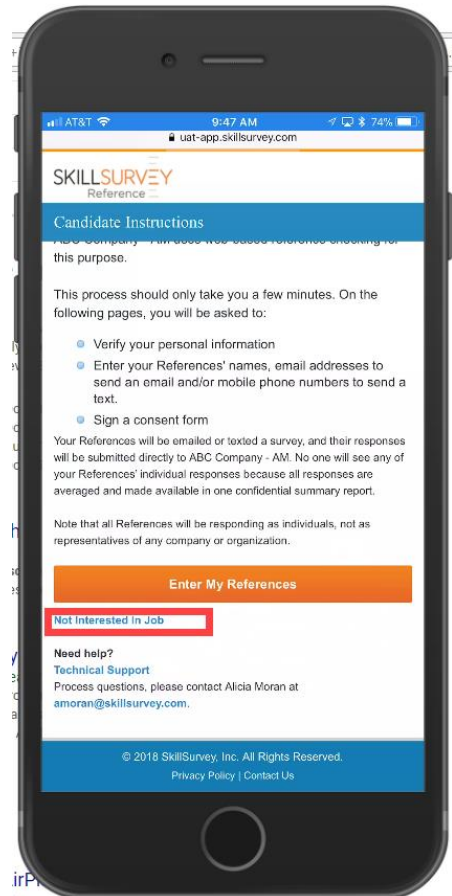 AT&T 9:47 AM 74%
uat-app.skillsurvey.com
SKILLSURVEY
Reference
Candidate Instructions
this purpose.
This process should only take you a few minutes. On the
following pages, you will be asked to:
Verify your personal information
Enter your References' names, email addresses to
send an email and/or mobile phone numbers to send a
text.
Sign a consent form
Your References will be emailed or texted a survey, and their responses
will be submitted directly to ABC Company - AM. No one will see any of
your References' individual responses because all responses are
averaged and made available in one confidential summary report.
Note that all References will be responding as individuals, not as
representatives of any company or organization.
Enter My References
Not Interested In Job
Need help?
Technical Support
Process questions, please contact Alicia Moran at
amoran@skillsurvey.com.
© 2018 SkillSurvey, Inc. All Rights Reserved.
Privacy Policy | Contact Us